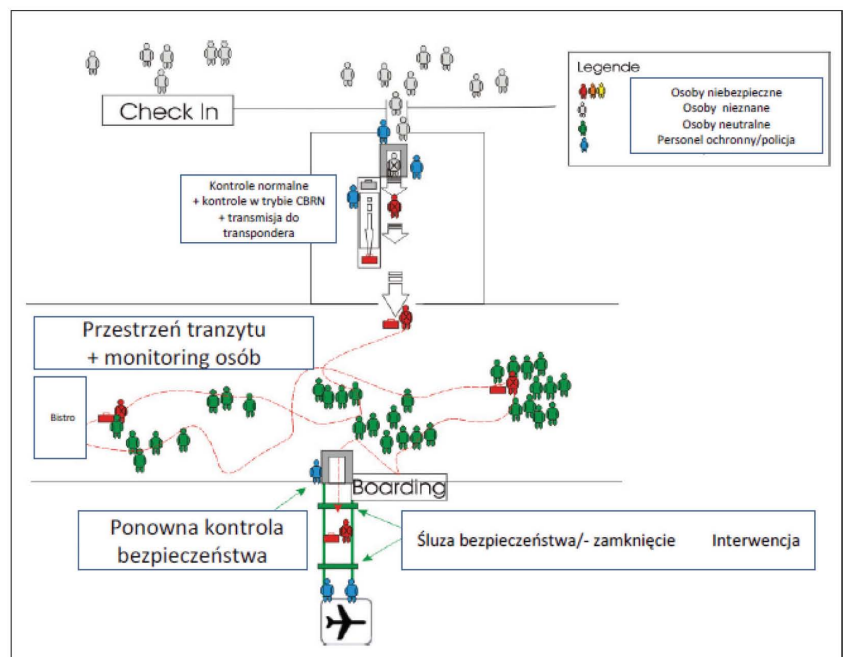 Legende
Osoby niebezpieczne
Osoby nieznane
Osoby neutralne
Personel ochronny/policja
Check In
Kontrole normalne
+ kontrole w trybie CBRN
+ transmisja do
transpondera
Przestrzeń tranzytu
+ monitoring osób
Bistro
Boarding
Ponowna kontrola
bezpieczeństwa
Śluza bezpieczeństwa/- zamknięcie Interwencja